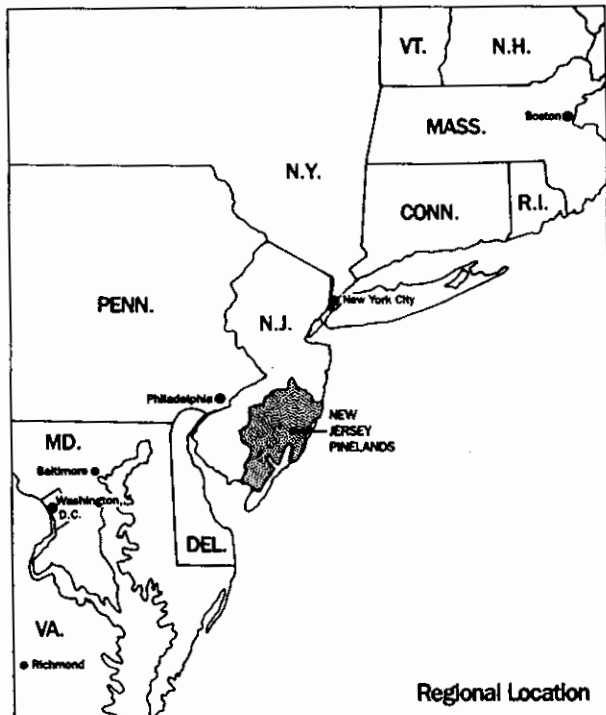 VT.
N.H.
MASS.
Boston
N.Y.
CONN.
R.I.
PENN.
New York City
N.J.
Philadelphia
NEW
JERSEY
PINELANDS
MD.
Baltimore
Washington,
D.C.
DEL.
VA.
Richmond
Regional Location